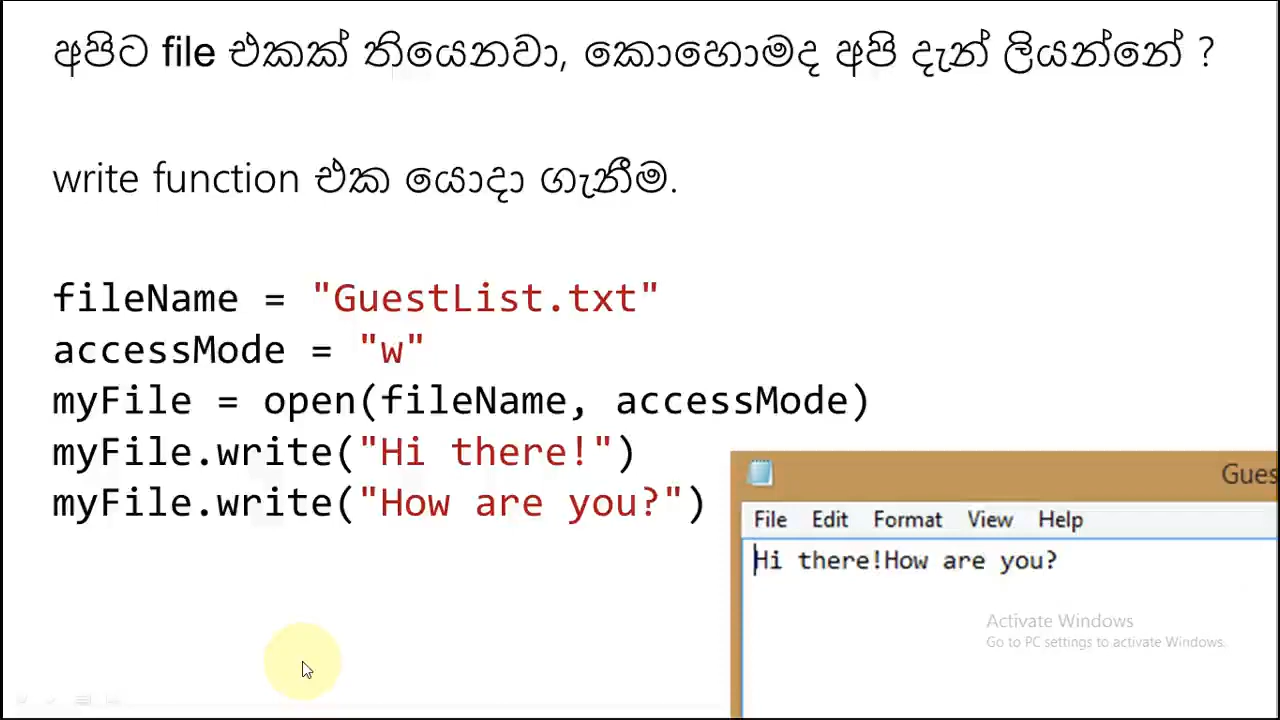 අපිට file එකක් තියෙනවා, කොහොමද අපි දැන් ලියන්නේ ?
write function එක යොදා ගැනීම.
fileName = "GuestList.txt"
accessMode = "w"
myFile = open(fileName, accessMode)
myFile.write("Hi there!")
myFile.write("How are you?")
Gues
File Edit Format View Help
Hi there!How are you?
Activate Windows
Go to PC settings to activate Windows.